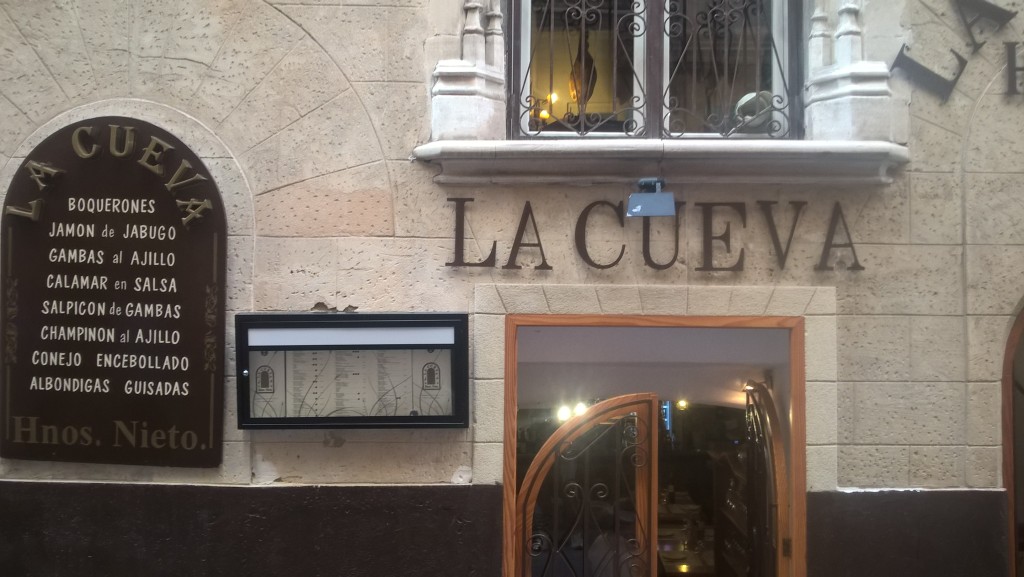 LA CUEVA
BOQUERONES
JAMON de JABUGO
GAMBAS al AJILLO
CALAMAR en SALSA
SALPICON de GAMBAS
CHAMPINON al AJILLO
CONEJO ENCEBOLLADO
ALBONDIGAS GUISADAS
Hnos. Nieto.
LA CUEVA
LA